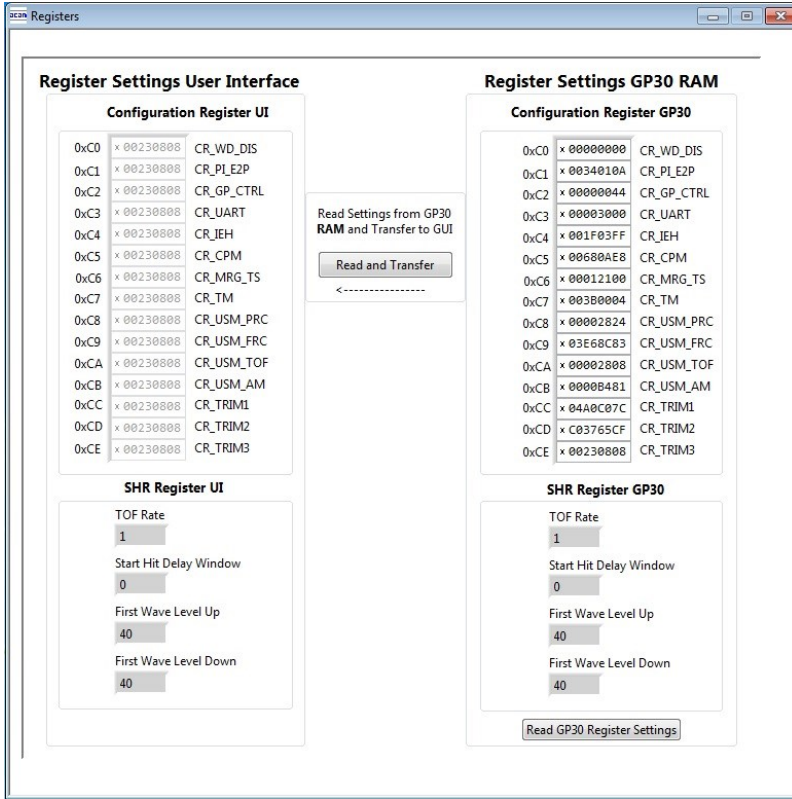 acam Registers
Register Settings User Interface
Configuration Register UI
0xC0 x 00230808 CR_WD_DIS
0xC1 x 00230808 CR_PI_E2P
0xC2 x 00230808 CR_GP_CTRL
0xC3 x 00230808 CR_UART
0xC4 x 00230808 CR_IEH
0xC5 x 00230808 CR_CPM
0xC6 x 00230808 CR_MRG_TS
0xC7 x 00230808 CR_TM
0xC8 x 00230808 CR_USM_PRC
0xC9 x 00230808 CR_USM_FRC
0xCA x 00230808 CR_USM_TOF
0xCB x 00230808 CR_USM_AM
0xCC x 00230808 CR_TRIM1
0xCD x 00230808 CR_TRIM2
0xCE x 00230808 CR_TRIM3
SHR Register UI
TOF Rate
1
Start Hit Delay Window
0
First Wave Level Up
40
First Wave Level Down
40
Read Settings from GP30
RAM and Transfer to GUI
Read and Transfer
<----------------
Register Settings GP30 RAM
Configuration Register GP30
0xC0 x 00000000 CR_WD_DIS
0xC1 x 0034010A CR_PI_E2P
0xC2 x 00000044 CR_GP_CTRL
0xC3 x 00003000 CR_UART
0xC4 x 001F03FF CR_IEH
0xC5 x 00680AE8 CR_CPM
0xC6 x 00012100 CR_MRG_TS
0xC7 x 003B0004 CR_TM
0xC8 x 00002824 CR_USM_PRC
0xC9 x 03E68C83 CR_USM_FRC
0xCA x 00002808 CR_USM_TOF
0xCB x 0000B481 CR_USM_AM
0xCC x 04A0C07C CR_TRIM1
0xCD x C03765CF CR_TRIM2
0xCE x 00230808 CR_TRIM3
SHR Register GP30
TOF Rate
1
Start Hit Delay Window
0
First Wave Level Up
40
First Wave Level Down
40
Read GP30 Register Settings